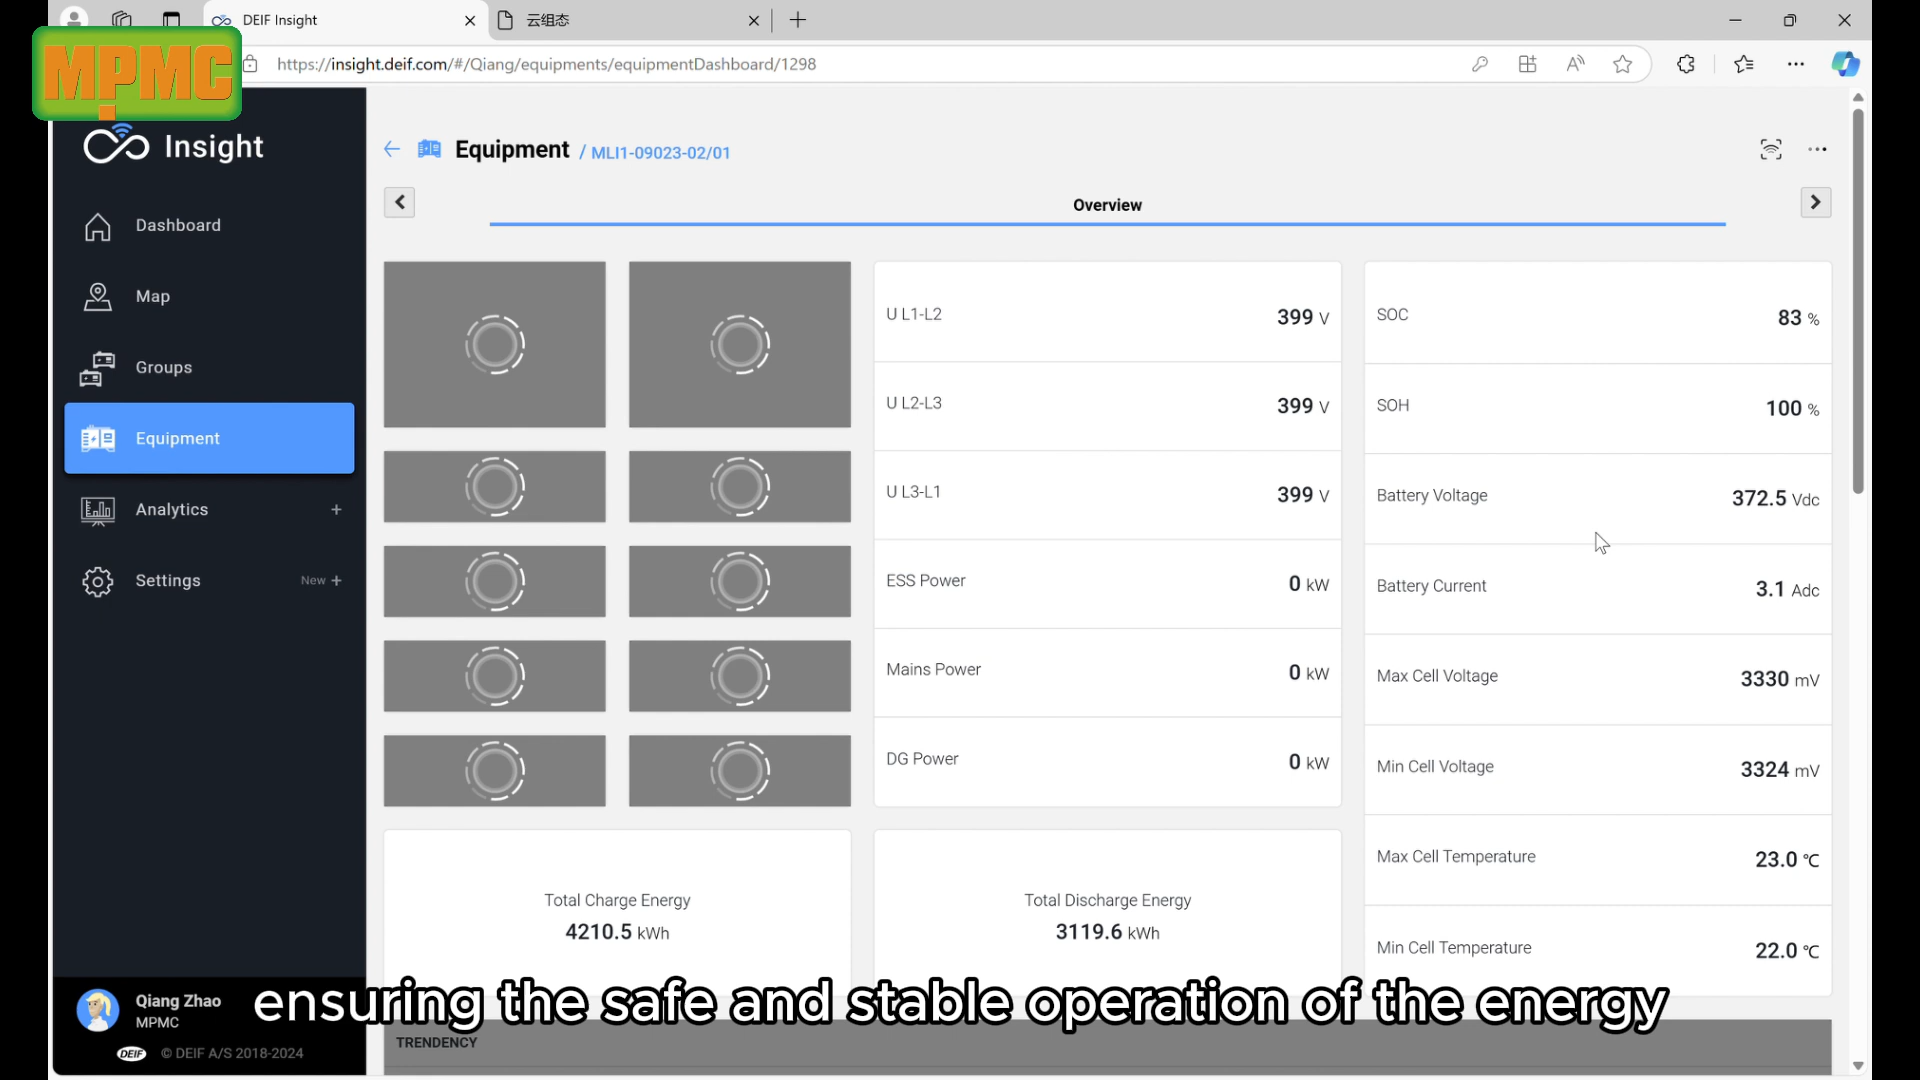 DEIF Insight
云组态
https://insight.deif.com/#/Qiang/equipments/equipmentDashboard/1298
MPMC
Insight
Dashboard
Map
Groups
Equipment
Analytics +
Settings New +
Qiang Zhao
MPMC
DEIF © DEIF A/S 2018-2024
Equipment / MLI1-09023-02/01
Overview
U L1-L2 399 V
U L2-L3 399 V
U L3-L1 399 V
ESS Power 0 kW
Mains Power 0 kW
DG Power 0 kW
SOC 83 %
SOH 100 %
Battery Voltage 372.5 Vdc
Battery Current 3.1 Adc
Max Cell Voltage 3330 mV
Min Cell Voltage 3324 mV
Max Cell Temperature 23.0 ℃
Min Cell Temperature 22.0 ℃
Total Charge Energy
4210.5 kWh
Total Discharge Energy
3119.6 kWh
ensuring the safe and stable operation of the energy
TRENDENCY